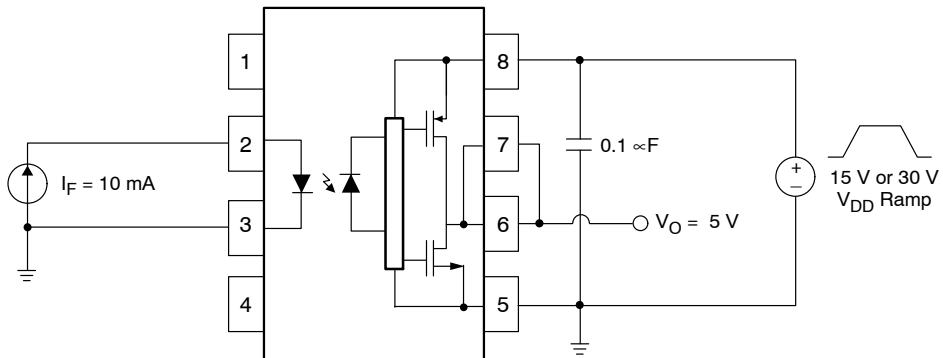 1
8
2
7
I_F = 10 mA
0.1 ∝F
+
–
15 V or 30 V
V_DD Ramp
3
6
V_O = 5 V
4
5